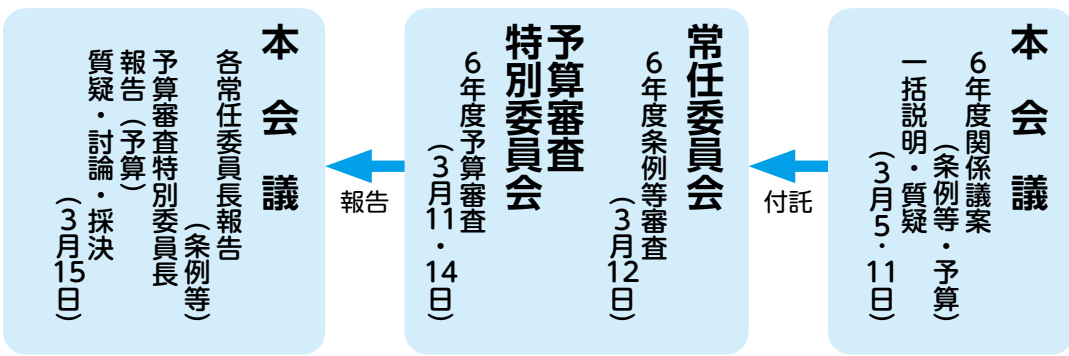 本会議
6年度関係議案
(条例等・予算)
一括説明・質疑
(3月5・11日)
付託
常任委員会
6年度条例等審査
(3月12日)
予算審査
特別委員会
6年度予算審査
(3月11・14日)
報告
本会議
各常任委員長報告
(条例等)
予算審査特別委員長
報告(予算)
質疑・討論・採決
(3月15日)